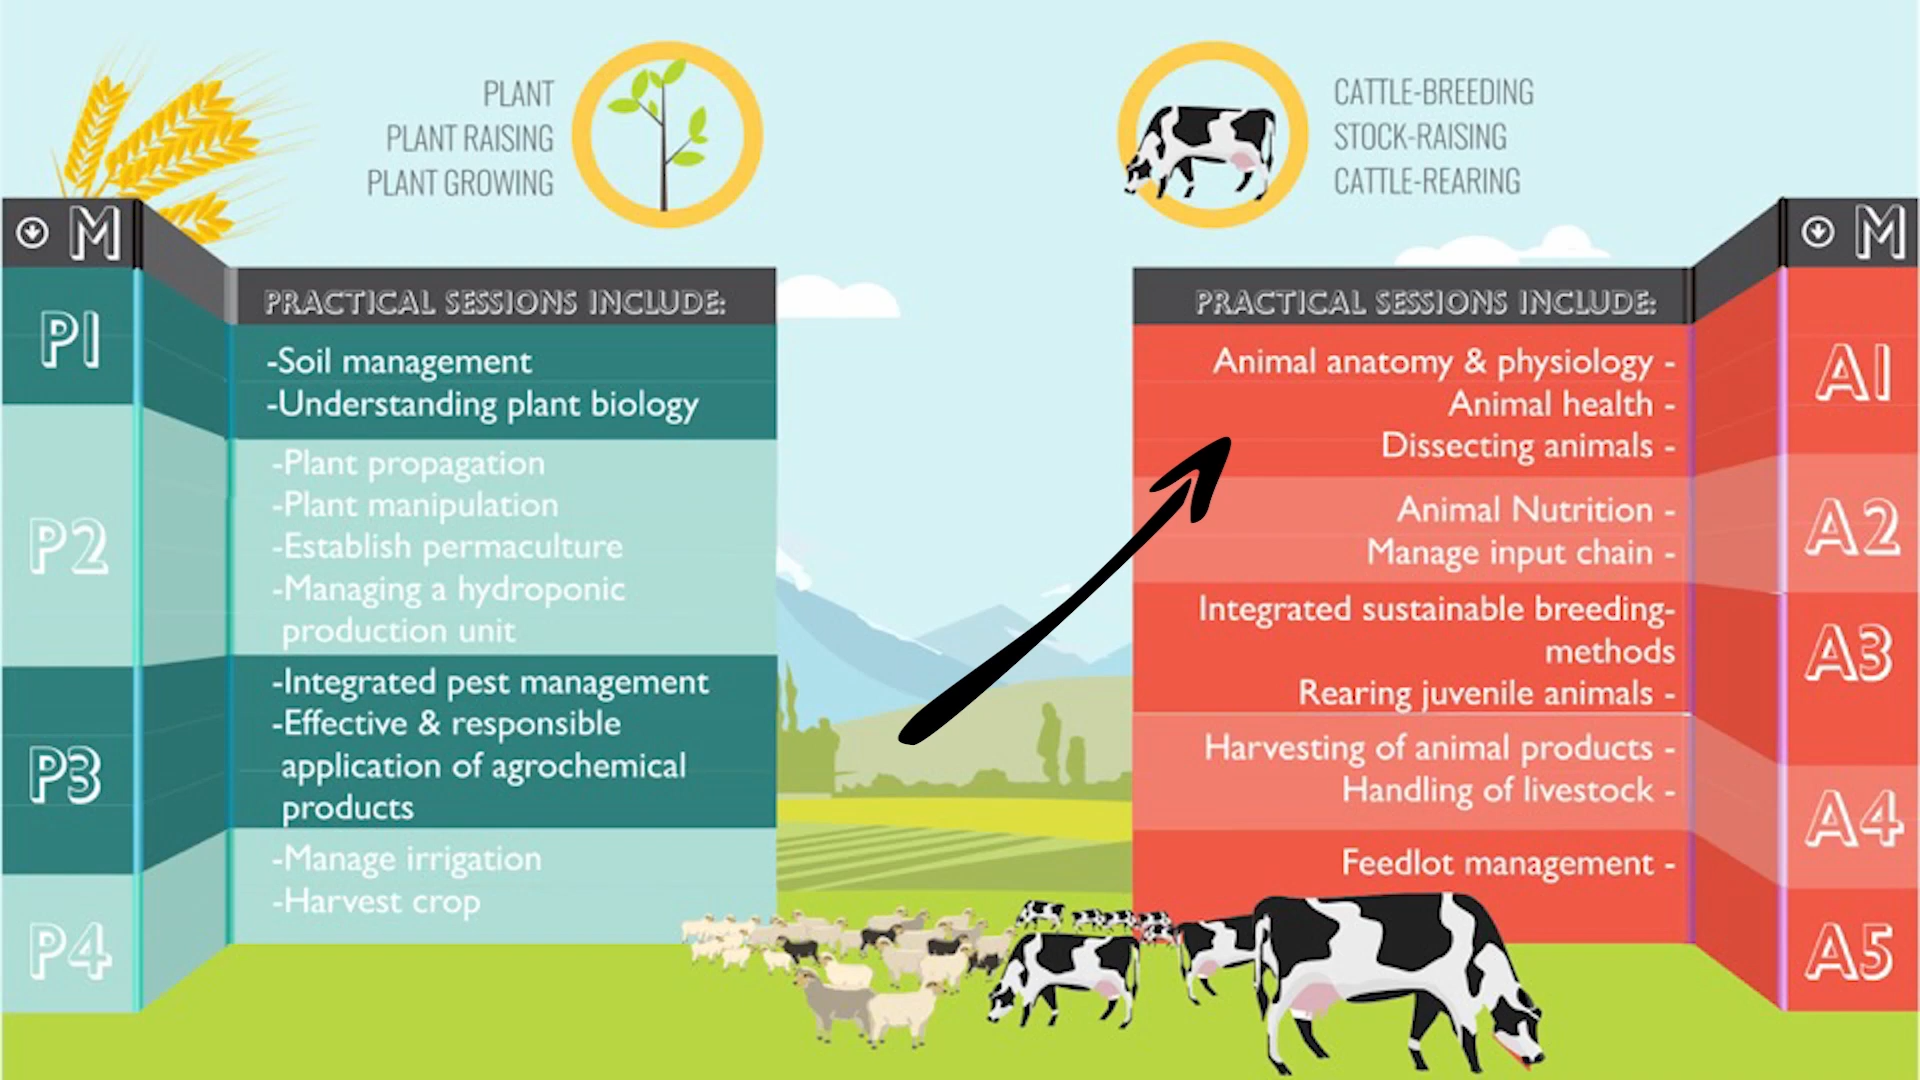 PLANT
PLANT RAISING
PLANT GROWING
CATTLE-BREEDING
STOCK-RAISING
CATTLE-REARING
M
PRACTICAL SESSIONS INCLUDE:
P1
-Soil management
-Understanding plant biology
P2
-Plant propagation
-Plant manipulation
-Establish permaculture
-Managing a hydroponic
production unit
P3
-Integrated pest management
-Effective & responsible
application of agrochemical
products
P4
-Manage irrigation
-Harvest crop
M
PRACTICAL SESSIONS INCLUDE:
A1
Animal anatomy & physiology -
Animal health -
Dissecting animals -
A2
Animal Nutrition -
Manage input chain -
A3
Integrated sustainable breeding-
methods
Rearing juvenile animals -
A4
Harvesting of animal products -
Handling of livestock -
A5
Feedlot management -